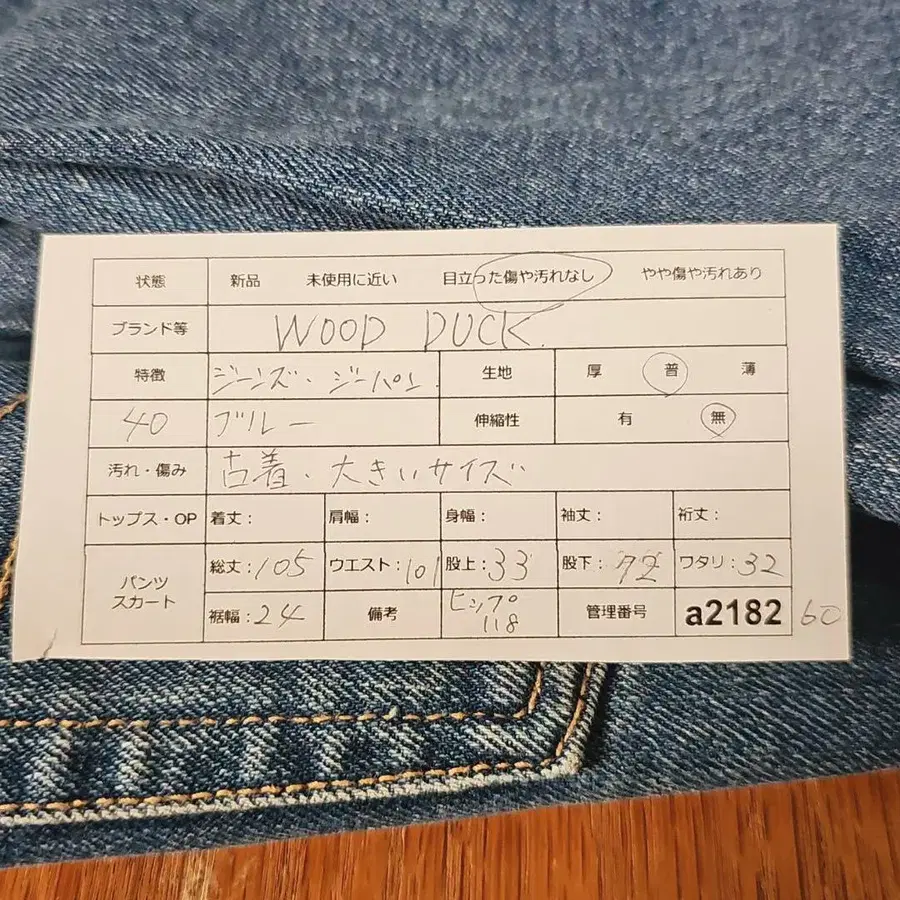 状態 新品 未使用に近い 目立った傷や汚れなし やや傷や汚れあり
ブランド等 WOOD DUCK.
特徴 ジーンズ・ジーパン. 生地 厚 普 薄
40 ブルー 伸縮性 有 無
汚れ・傷み 古着、大きいサイズ
トップス・OP 着丈: 肩幅: 身幅: 袖丈: 裄丈:
パンツ
スカート
総丈:105 ウエスト:101 股上:33 股下:72 ワタリ:32
裾幅:24 備考 ヒップ
118
管理番号 a2182 60